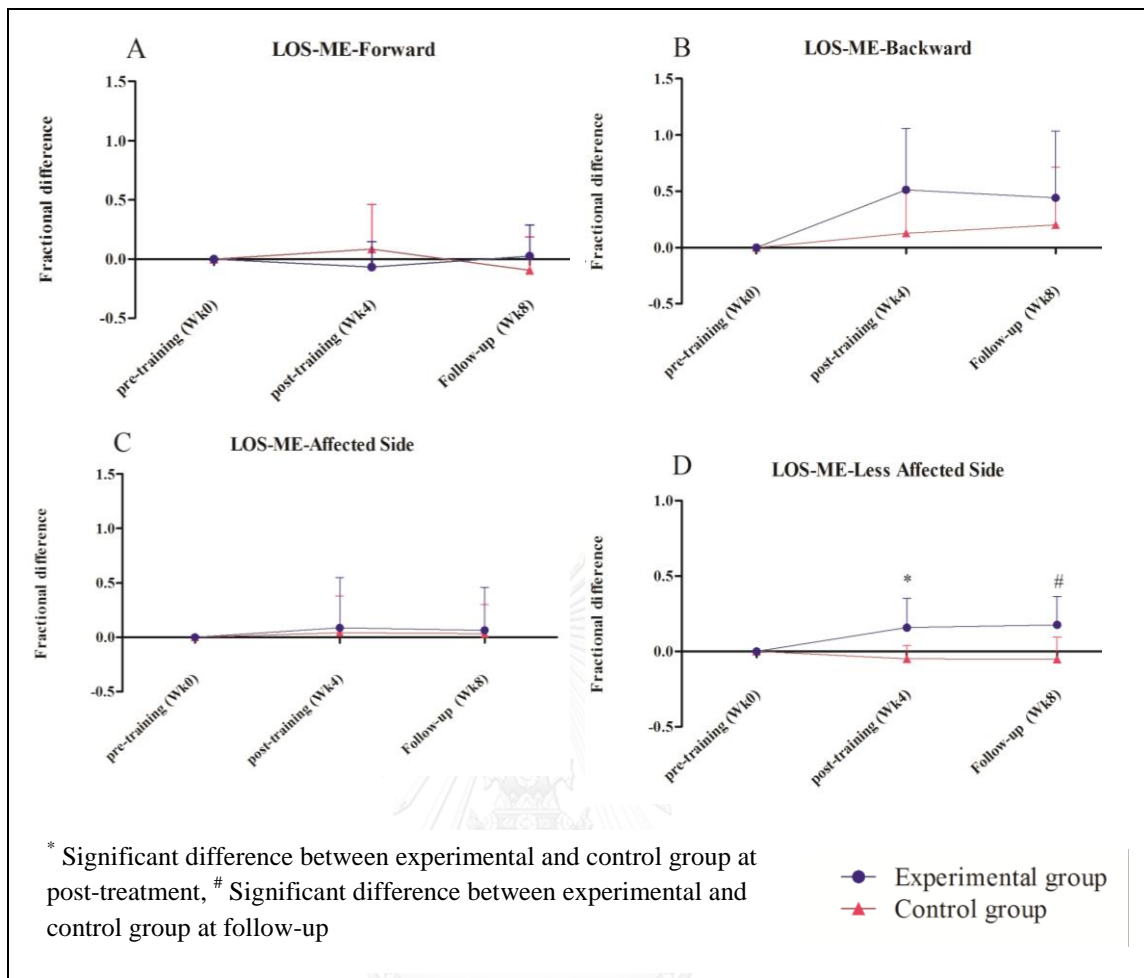 A
LOS-ME-Forward
Fractional difference
1.5
1.0
0.5
0.0
-0.5
pre-training (Wk0)
post-training (Wk4)
Follow-up (Wk8)
B
LOS-ME-Backward
Fractional difference
1.5
1.0
0.5
0.0
-0.5
pre-training (Wk0)
post-training (Wk4)
Follow-up (Wk8)
C
LOS-ME-Affected Side
Fractional difference
1.5
1.0
0.5
0.0
-0.5
pre-training (Wk0)
post-training (Wk4)
Follow-up (Wk8)
D
LOS-ME-Less Affected Side
Fractional difference
1.0
0.5
0.0
-0.5
*
#
pre-training (Wk0)
post-training (Wk4)
Follow-up (Wk8)
* Significant difference between experimental and control group at
post-treatment, # Significant difference between experimental and
control group at follow-up
Experimental group
Control group